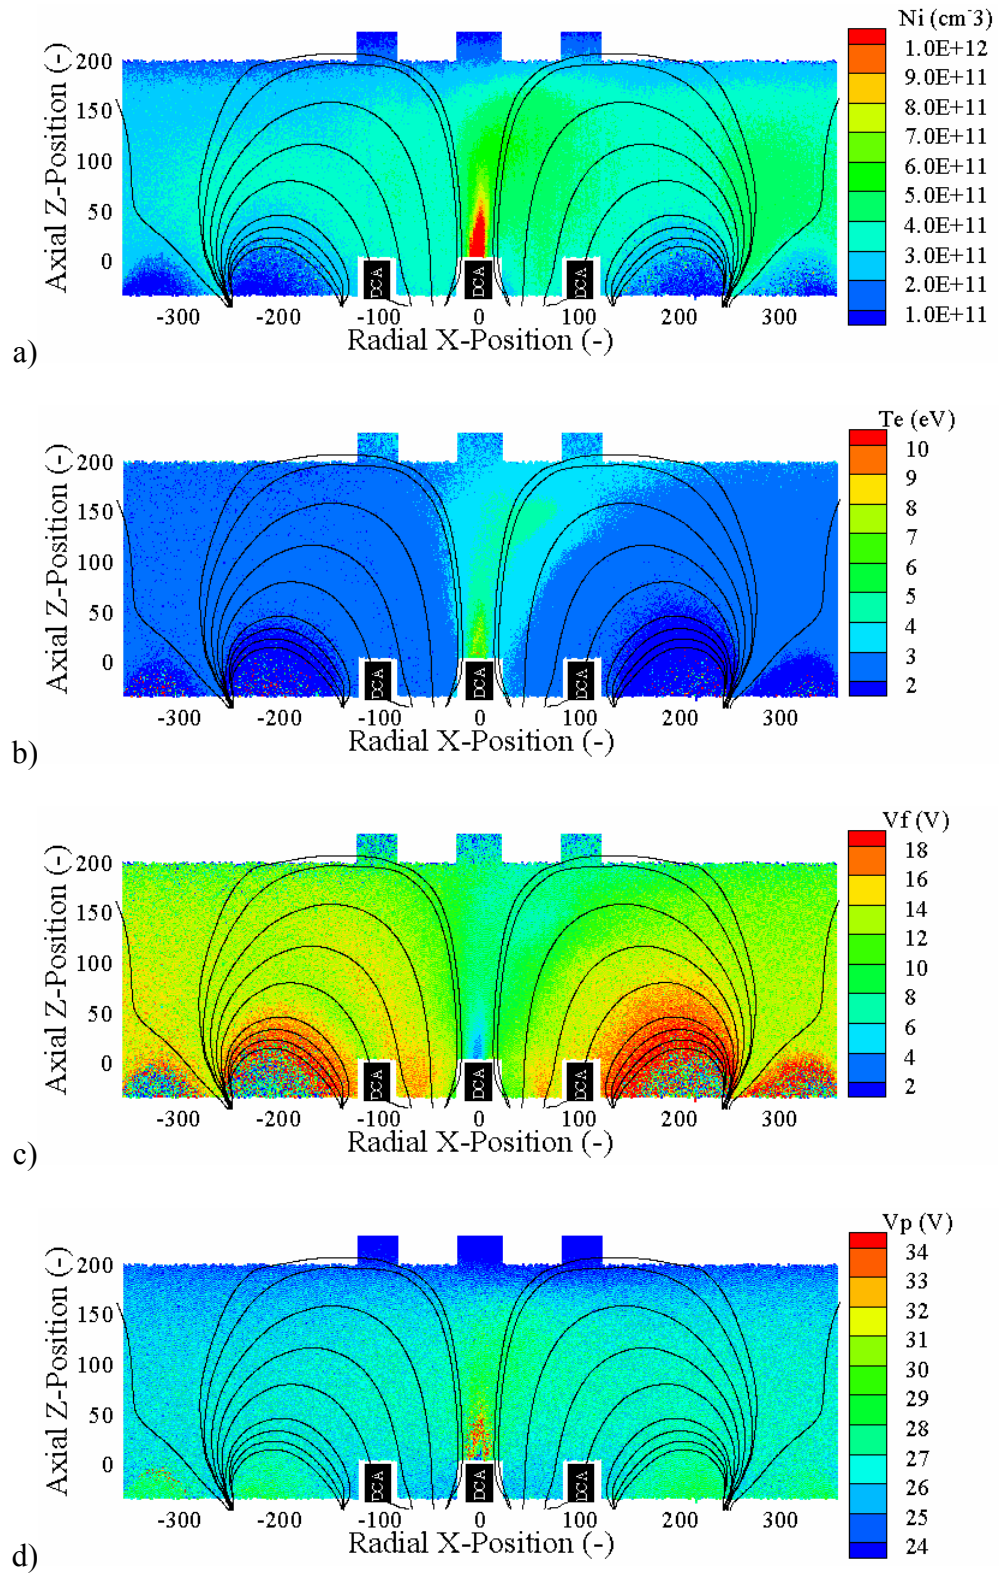 Ni (cm-3)
1.0E+12
9.0E+11
8.0E+11
7.0E+11
6.0E+11
5.0E+11
4.0E+11
3.0E+11
2.0E+11
1.0E+11
Axial Z-Position (-)
200
150
100
50
0
DCA DCA DCA
-300 -200 -100 0 100 200 300
Radial X-Position (-)
a)
Te (eV)
10
9
8
7
6
5
4
3
2
Axial Z-Position (-)
200
150
100
50
0
DCA DCA DCA
-300 -200 -100 0 100 200 300
Radial X-Position (-)
b)
Vf (V)
18
16
14
12
10
8
6
4
2
Axial Z-Position (-)
200
150
100
50
0
DCA DCA DCA
-300 -200 -100 0 100 200 300
Radial X-Position (-)
c)
Vp (V)
34
33
32
31
30
29
28
27
26
25
24
Axial Z-Position (-)
200
150
100
50
0
DCA DCA DCA
-300 -200 -100 0 100 200 300
Radial X-Position (-)
d)